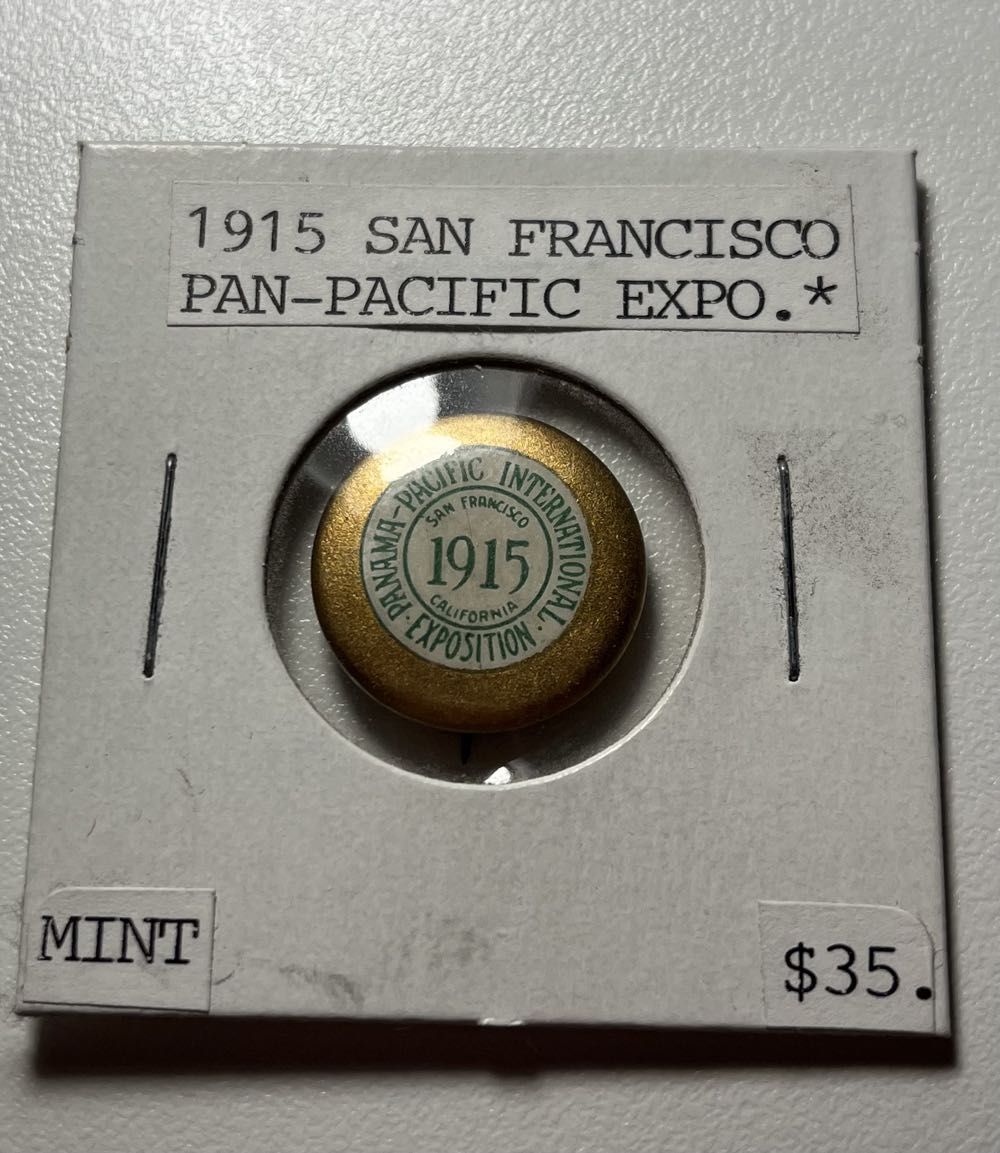 1915 SAN FRANCISCO
PAN-PACIFIC EXPO.*
PANAMA-PACIFIC INTERNATIONAL
· EXPOSITION ·
SAN FRANCISCO
1915
CALIFORNIA
MINT
$35.